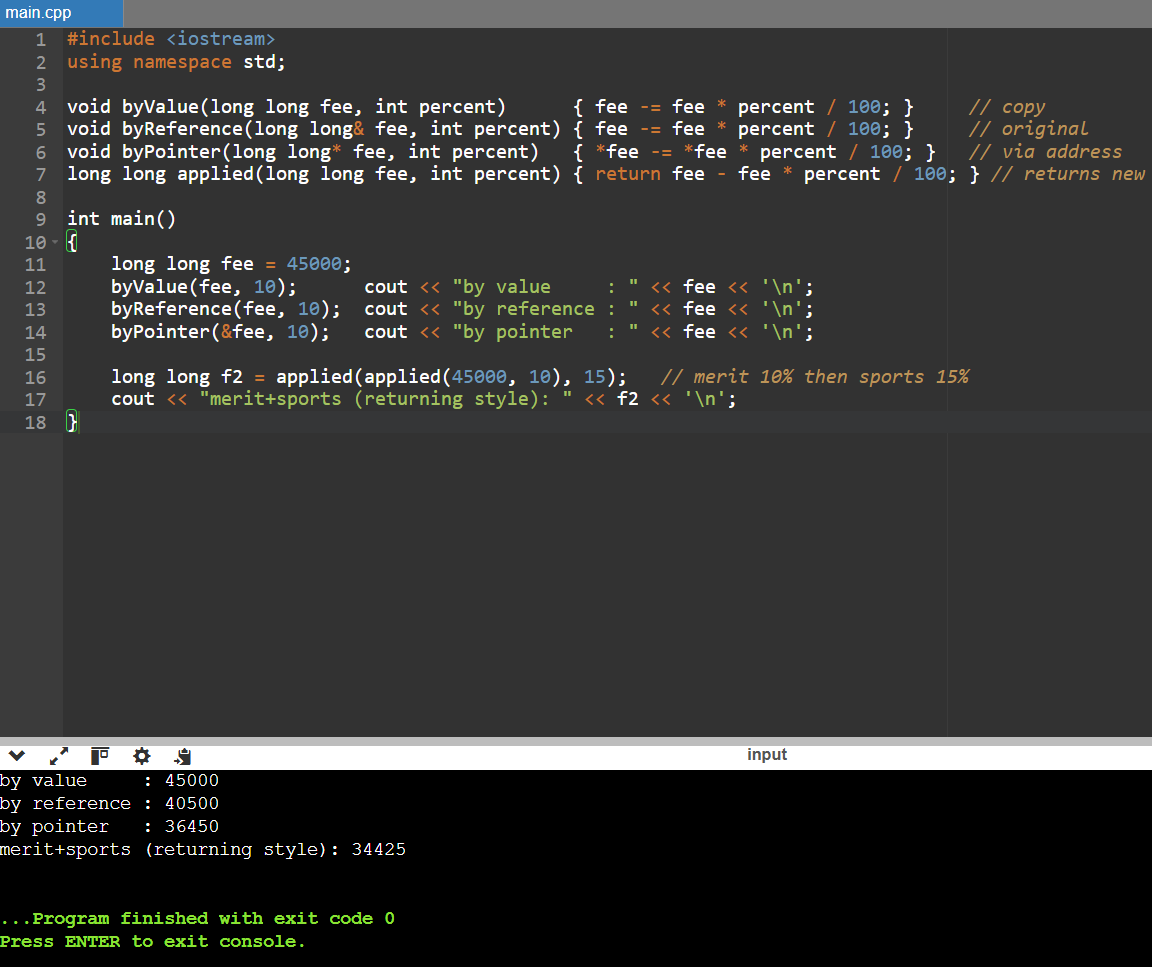 main.cpp
1 #include <iostream>
2 using namespace std;
3
4 void byValue(long long fee, int percent)      { fee -= fee * percent / 100; }     // copy
5 void byReference(long long& fee, int percent) { fee -= fee * percent / 100; }     // original
6 void byPointer(long long* fee, int percent)   { *fee -= *fee * percent / 100; }   // via address
7 long long applied(long long fee, int percent) { return fee - fee * percent / 100; } // returns new
8
9 int main()
10 {
11     long long fee = 45000;
12     byValue(fee, 10);      cout << "by value     : " << fee << '\n';
13     byReference(fee, 10);  cout << "by reference : " << fee << '\n';
14     byPointer(&fee, 10);   cout << "by pointer   : " << fee << '\n';
15
16     long long f2 = applied(applied(45000, 10), 15);   // merit 10% then sports 15%
17     cout << "merit+sports (returning style): " << f2 << '\n';
18 }
input
by value     : 45000
by reference : 40500
by pointer   : 36450
merit+sports (returning style): 34425
...Program finished with exit code 0
Press ENTER to exit console.